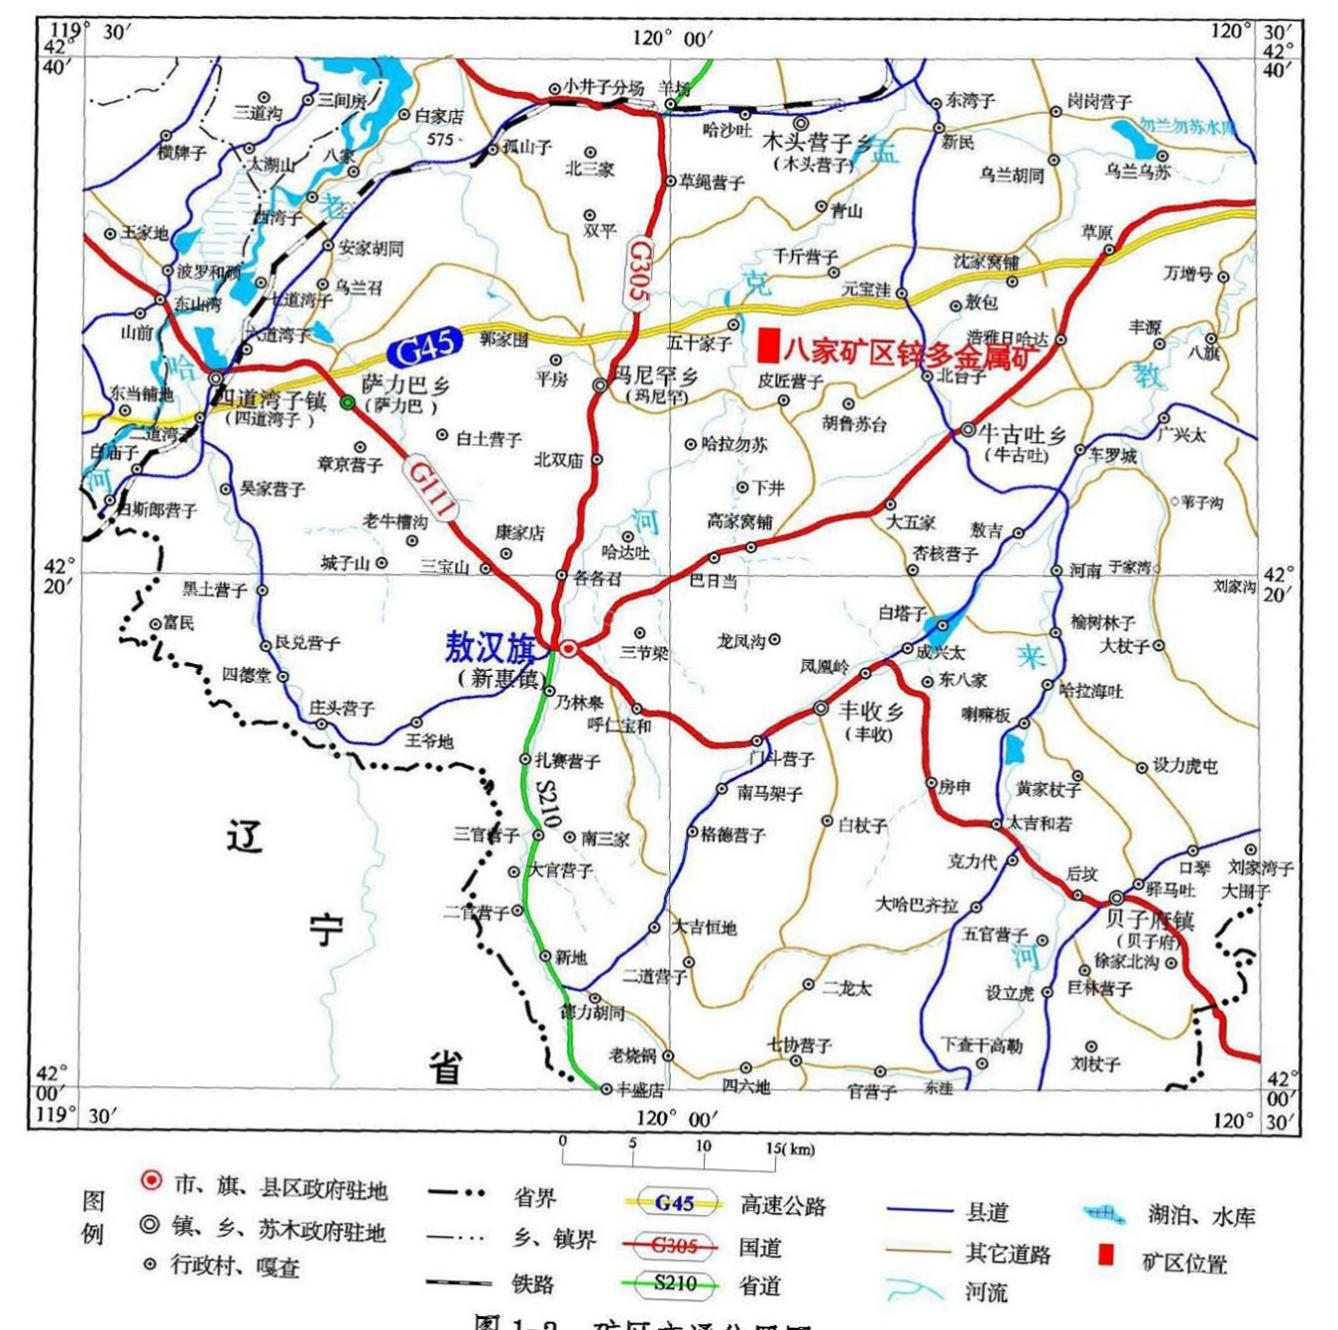 119° 30′
120° 00′
120° 30′
42° 40′
42° 40′
小井子分场
羊场
三道沟
三间房
白家店
575
东湾子
岗岗营子
勿兰勿苏水库
横牌子
太湖山
八家
孤山子
北三家
哈沙吐
木头营子乡
(木头营子)
孟
新民
乌兰胡同
乌兰乌苏
西湾子
老
草绳营子
青山
双平
王家地
安家胡同
G305
千斤营子
沈家窝铺
草原
波罗和硕
七道湾子
乌兰召
克
元宝洼
敖包
万增号
东山湾
山前
六道湾子
G45
郭家围
五十家子
八家矿区锌多金属矿
浩雅日哈达
丰源
八旗
哈
平房
玛尼罕乡
(玛尼罕)
皮匠营子
北台子
教
东当铺地
四道湾子镇
(四道湾子)
萨力巴乡
(萨力巴)
胡鲁苏台
二道湾子
白庙子
白土营子
哈拉勿苏
牛古吐乡
(牛古吐)
广兴太
车罗城
章京营子
G111
北双庙
河
白斯郎营子
吴家营子
下井
苇子沟
老牛槽沟
康家店
河
高家窝铺
大五家
敖吉
城子山
三宝山
哈达吐
杏核营子
42° 20′
各各召
巴日当
河南
于家湾
刘家沟
42° 20′
黑土营子
富民
白塔子
榆树林子
大杖子
艮兑营子
敖汉旗
(新惠镇)
三节梁
龙凤沟
成兴太
来
四德堂
凤凰岭
东八家
哈拉海吐
庄头营子
乃林皋
呼仁宝和
丰收乡
(丰收)
喇嘛板
王爷地
扎赛营子
门斗营子
设力虎屯
S210
南马架子
房申
黄家杖子
辽
三官营子
南三家
格德营子
白杖子
太吉和若
大官营子
克力代
后坟
口琴
刘家湾子
驿马吐
大囫子
二官营子
大哈巴齐拉
贝子府镇
(贝子府)
宁
大吉恒地
五官营子
新地
河
徐家北沟
二道营子
二龙太
设立虎
巨林营子
德力胡同
省
老烧锅
七协营子
下查干高勒
刘杖子
42° 00′
丰盛店
四六地
官营子
东洼
42° 00′
119° 30′
120° 00′
120° 30′
0 5 10 15( km)
图例
市、旗、县区政府驻地
镇、乡、苏木政府驻地
行政村、嘎查
省界
乡、镇界
铁路
G45 高速公路
G305 国道
S210 省道
县道
其它道路
河流
湖泊、水库
矿区位置